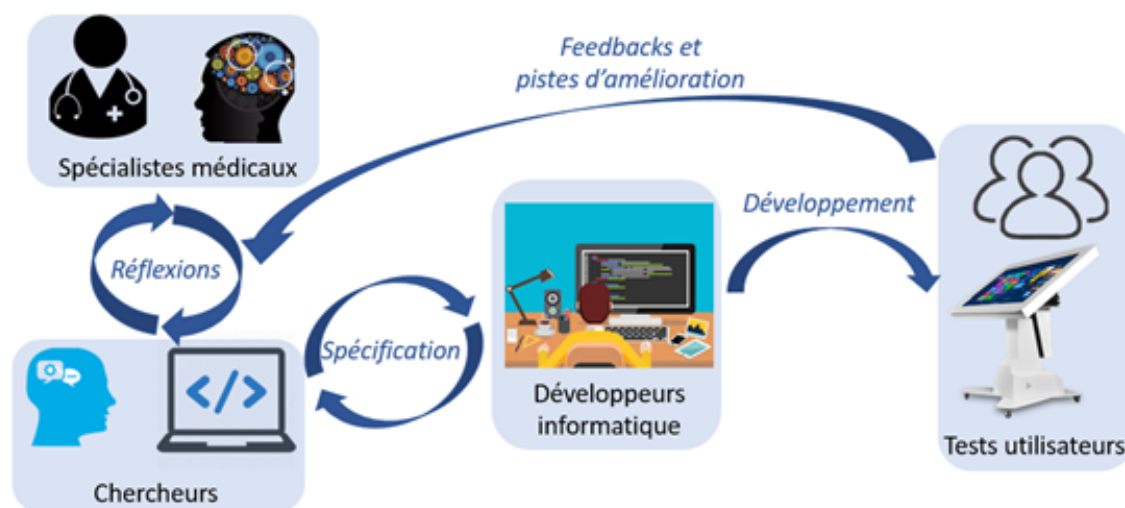 Feedbacks et
pistes d'amélioration
Spécialistes médicaux
Réflexions
Développement
Spécification
Développeurs
informatique
Tests utilisateurs
Chercheurs